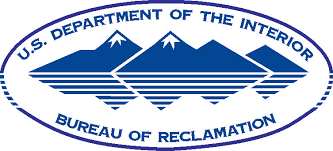 U.S. DEPARTMENT OF THE INTERIOR
BUREAU OF RECLAMATION